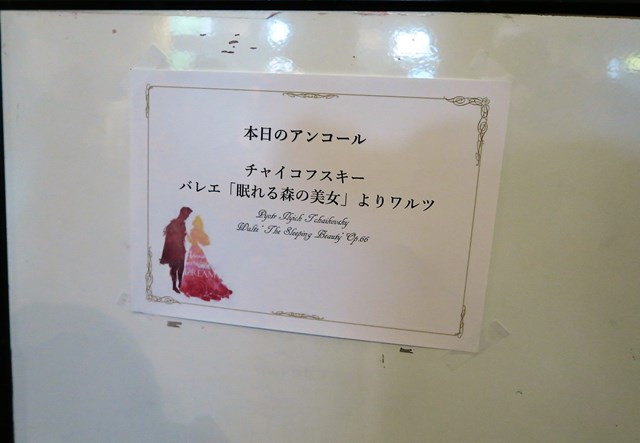 本日のアンコール
チャイコフスキー
バレエ「眠れる森の美女」よりワルツ
Pyotr Ilyich Tchaikovsky
Waltz "The Sleeping Beauty" Op.66
DREAM